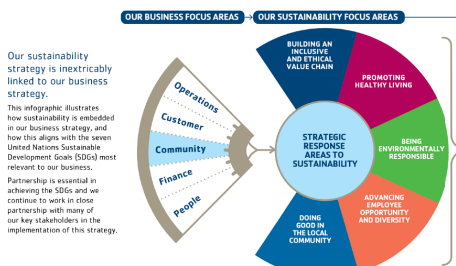 OUR BUSINESS FOCUS AREAS
OUR SUSTAINABILITY FOCUS AREAS
Our sustainability
strategy is inextricably
linked to our business
strategy.
This infographic illustrates
how sustainability is embedded
in our business strategy, and
how this aligns with the seven
United Nations Sustainable
Development Goals (SDGs) most
relevant to our business.
Partnership is essential in
achieving the SDGs and we
continue to work in close
partnership with many of
our key stakeholders in the
implementation of this strategy.
Operations
Customer
Community
Finance
People
STRATEGIC
RESPONSE
AREAS TO
SUSTAINABILITY
BUILDING AN
INCLUSIVE
AND ETHICAL
VALUE CHAIN
PROMOTING
HEALTHY LIVING
BEING
ENVIRONMENTALLY
RESPONSIBLE
ADVANCING
EMPLOYEE
OPPORTUNITY
AND DIVERSITY
DOING
GOOD IN
THE LOCAL
COMMUNITY